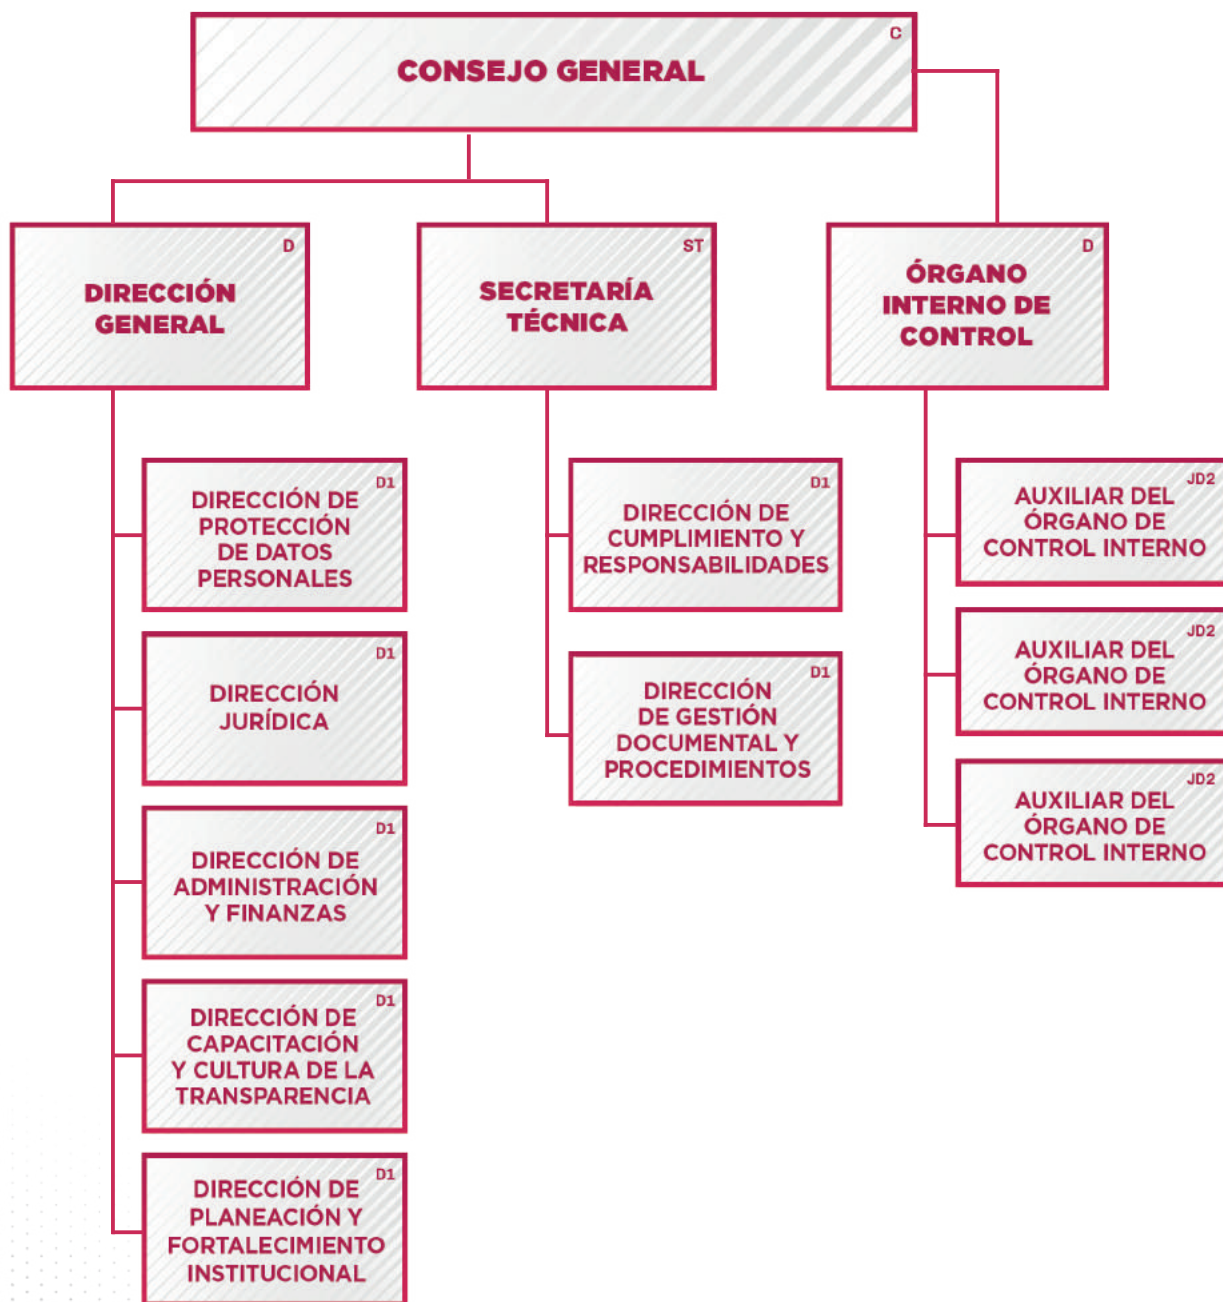 C
CONSEJO GENERAL
D
DIRECCIÓN
GENERAL
ST
SECRETARÍA
TÉCNICA
D
ÓRGANO
INTERNO DE
CONTROL
D1
DIRECCIÓN DE
PROTECCIÓN
DE DATOS
PERSONALES
D1
DIRECCIÓN
JURÍDICA
D1
DIRECCIÓN DE
ADMINISTRACIÓN
Y FINANZAS
D1
DIRECCIÓN DE
CAPACITACIÓN
Y CULTURA DE LA
TRANSPARENCIA
D1
DIRECCIÓN DE
PLANEACIÓN Y
FORTALECIMIENTO
INSTITUCIONAL
D1
DIRECCIÓN DE
CUMPLIMIENTO Y
RESPONSABILIDADES
D1
DIRECCIÓN
DE GESTIÓN
DOCUMENTAL Y
PROCEDIMIENTOS
JD2
AUXILIAR DEL
ÓRGANO DE
CONTROL INTERNO
JD2
AUXILIAR DEL
ÓRGANO DE
CONTROL INTERNO
JD2
AUXILIAR DEL
ÓRGANO DE
CONTROL INTERNO